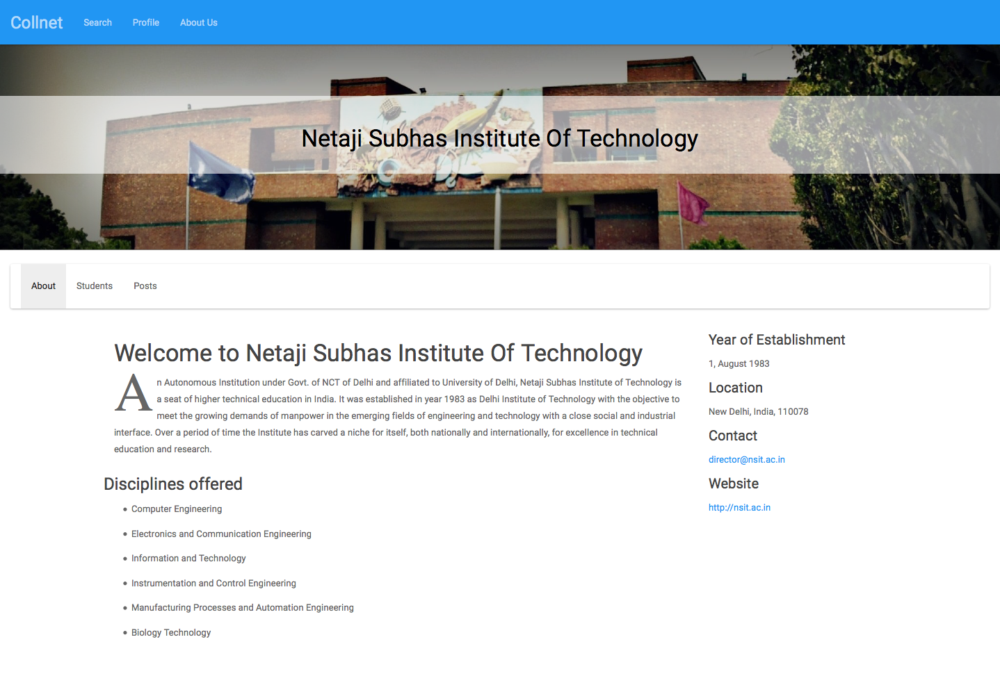 Collnet Search Profile About Us
Netaji Subhas Institute Of Technology
About Students Posts
Welcome to Netaji Subhas Institute Of Technology
An Autonomous Institution under Govt. of NCT of Delhi and affiliated to University of Delhi, Netaji Subhas Institute of Technology is
a seat of higher technical education in India. It was established in year 1983 as Delhi Institute of Technology with the objective to
meet the growing demands of manpower in the emerging fields of engineering and technology with a close social and industrial
interface. Over a period of time the Institute has carved a niche for itself, both nationally and internationally, for excellence in technical
education and research.
Disciplines offered
• Computer Engineering
• Electronics and Communication Engineering
• Information and Technology
• Instrumentation and Control Engineering
• Manufacturing Processes and Automation Engineering
• Biology Technology
Year of Establishment
1, August 1983
Location
New Delhi, India, 110078
Contact
director@nsit.ac.in
Website
http://nsit.ac.in